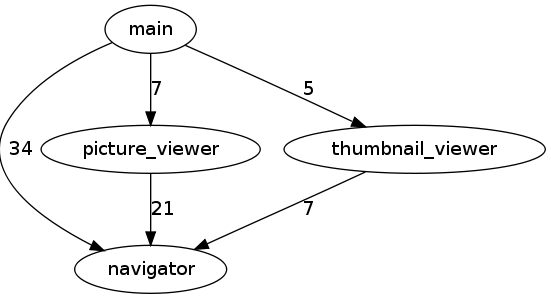 main
7
5
34
picture_viewer
thumbnail_viewer
21
7
navigator